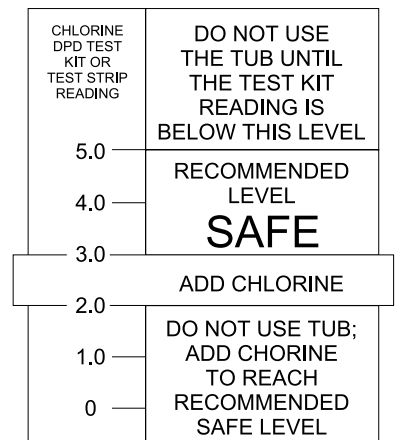 CHLORINE
DPD TEST
KIT OR
TEST STRIP
READING
DO NOT USE
THE TUB UNTIL
THE TEST KIT
READING IS
BELOW THIS LEVEL
5.0
RECOMMENDED
LEVEL
4.0
SAFE
3.0
ADD CHLORINE
2.0
DO NOT USE TUB;
ADD CHORINE
1.0
TO REACH
RECOMMENDED
0
SAFE LEVEL